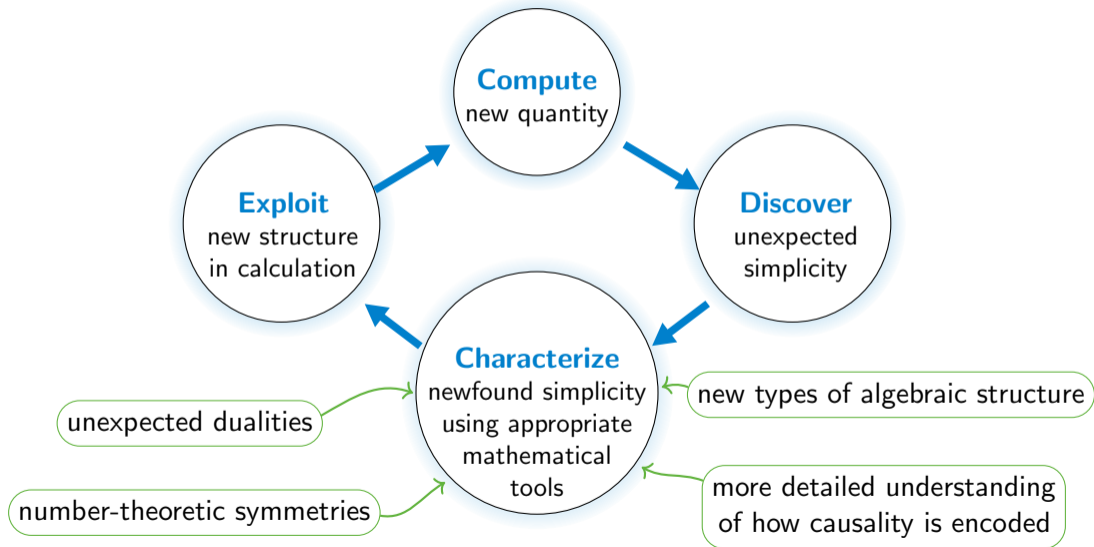 Compute
new quantity
Exploit
new structure
in calculation
Discover
unexpected
simplicity
Characterize
newfound simplicity
using appropriate
mathematical
tools
unexpected dualities
new types of algebraic structure
number-theoretic symmetries
more detailed understanding
of how causality is encoded